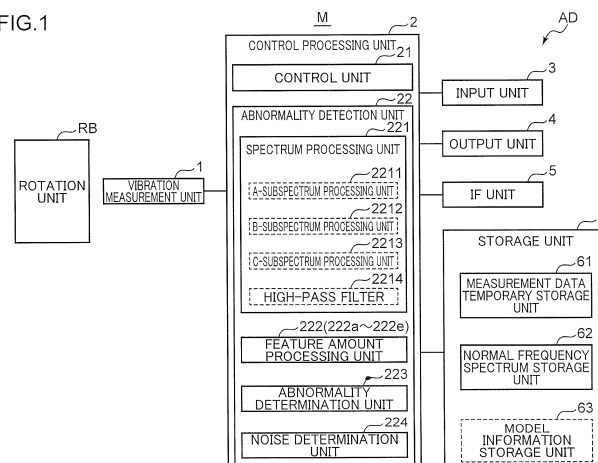 FIG.1
M
AD
2
CONTROL PROCESSING UNIT
21
CONTROL UNIT
22
ABNORMALITY DETECTION UNIT
221
SPECTRUM PROCESSING UNIT
2211
A-SUBSPECTRUM PROCESSING UNIT
2212
B-SUBSPECTRUM PROCESSING UNIT
2213
C-SUBSPECTRUM PROCESSING UNIT
2214
HIGH-PASS FILTER
222(222a~222e)
FEATURE AMOUNT
PROCESSING UNIT
223
ABNORMALITY
DETERMINATION UNIT
224
NOISE DETERMINATION
UNIT
RB
ROTATION
UNIT
1
VIBRATION
MEASUREMENT UNIT
3
INPUT UNIT
4
OUTPUT UNIT
5
IF UNIT
STORAGE UNIT
61
MEASUREMENT DATA
TEMPORARY STORAGE
UNIT
62
NORMAL FREQUENCY
SPECTRUM STORAGE
UNIT
63
MODEL
INFORMATION
STORAGE UNIT